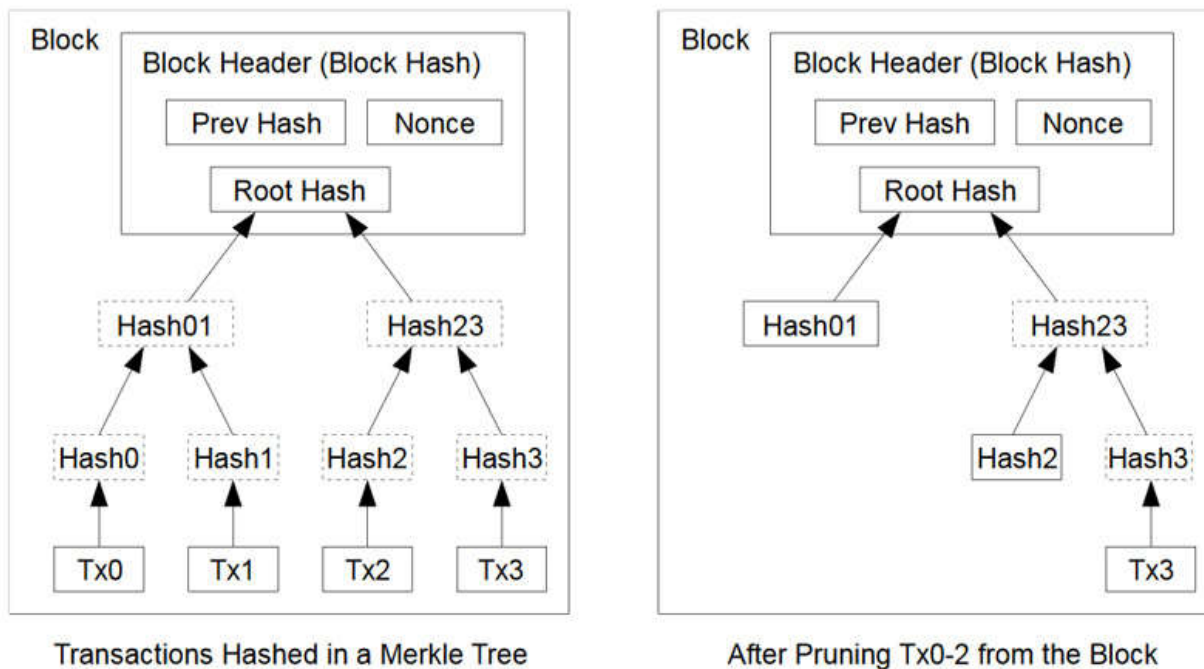 Block
Block Header (Block Hash)
Prev Hash
Nonce
Root Hash
Hash01
Hash23
Hash0
Hash1
Hash2
Hash3
Tx0
Tx1
Tx2
Tx3
Transactions Hashed in a Merkle Tree
Block
Block Header (Block Hash)
Prev Hash
Nonce
Root Hash
Hash01
Hash23
Hash2
Hash3
Tx3
After Pruning Tx0-2 from the Block